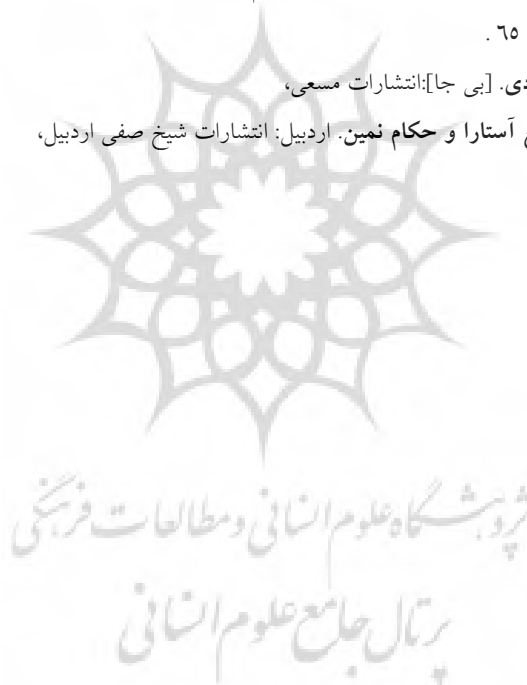 ٦٥ .
دی. [بی جا]:انتشارات مسعی،
آستارا و حکام نمین. اردبیل: انتشارات شیخ صفی اردبیل،
پژوهشگاه علوم انسانی و مطالعات فرهنگی
پرتال جامع علوم انسانی